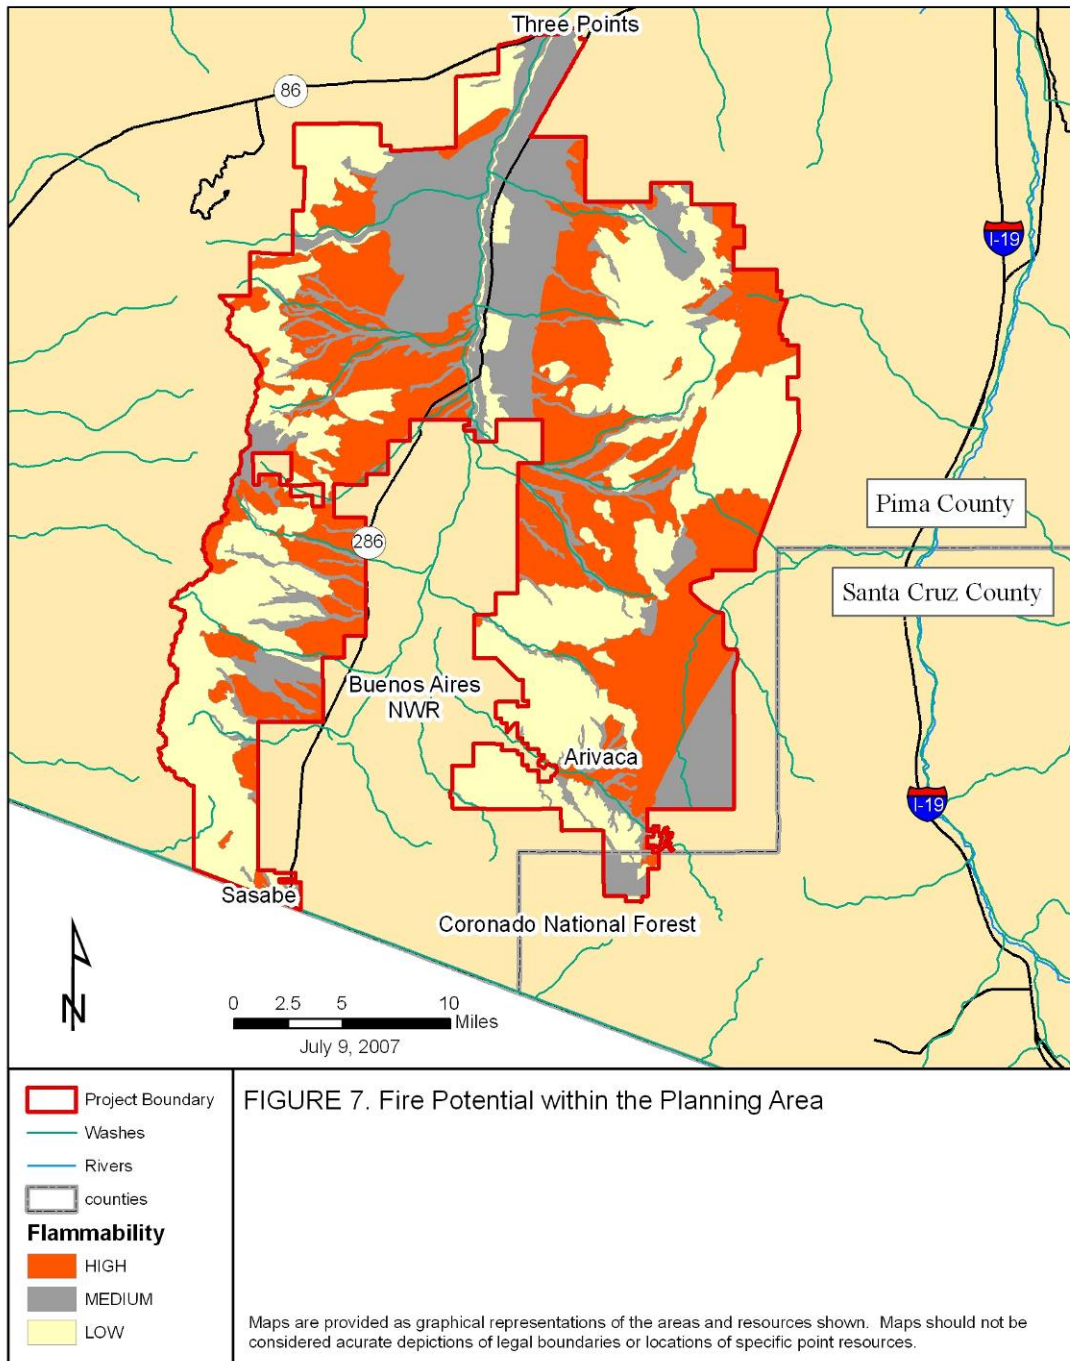 Three Points
86
I-19
Pima County
286
Santa Cruz County
Buenos Aires
NWR
Arivaca
I-19
Sasabe
Coronado National Forest
N
0 2.5 5 10
Miles
July 9, 2007
Project Boundary
Washes
Rivers
counties
Flammability
HIGH
MEDIUM
LOW
FIGURE 7. Fire Potential within the Planning Area
Maps are provided as graphical representations of the areas and resources shown. Maps should not be
considered acurate depictions of legal boundaries or locations of specific point resources.